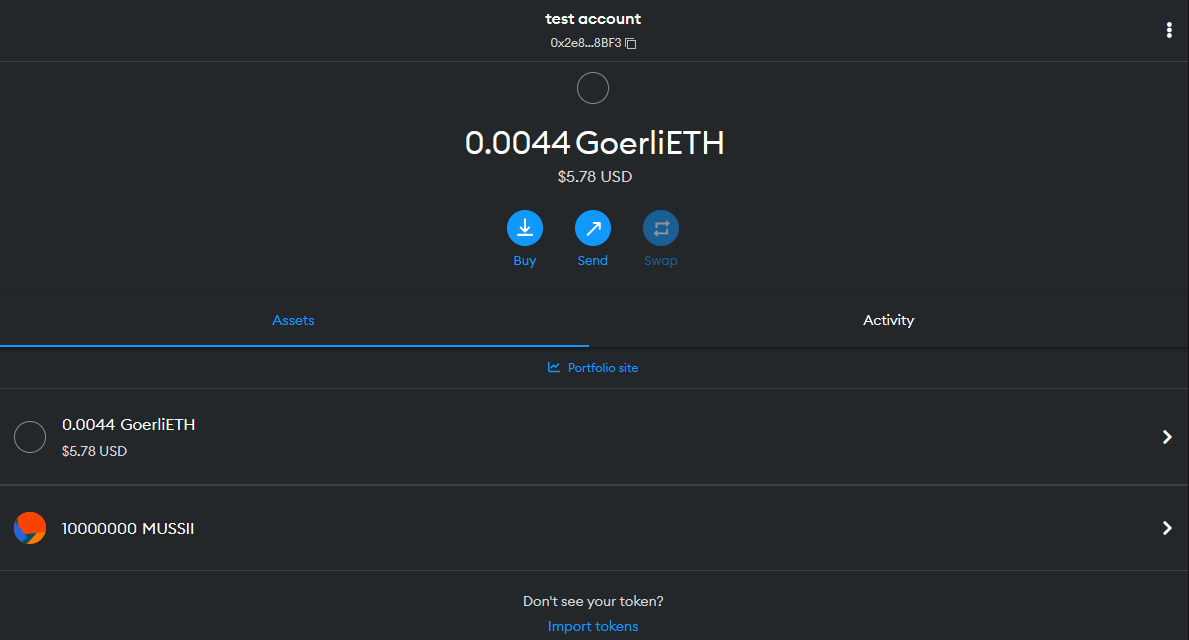 test account
0x2e8...8BF3
0.0044 GoerliETH
$5.78 USD
Buy Send Swap
Assets Activity
Portfolio site
0.0044 GoerliETH
$5.78 USD
10000000 MUSSII
Don't see your token?
Import tokens